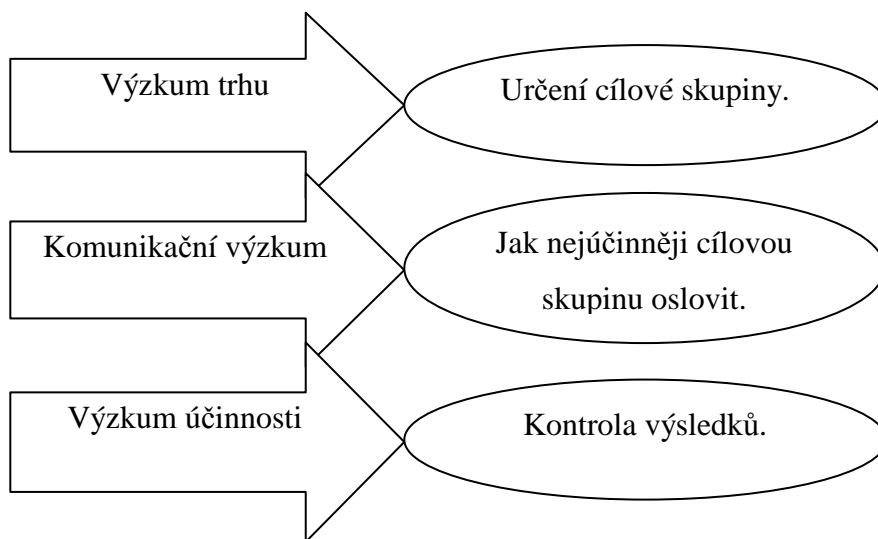 Výzkum trhu
Určení cílové skupiny.
Komunikační výzkum
Jak nejúčinněji cílovou
skupinu oslovit.
Výzkum účinnosti
Kontrola výsledků.